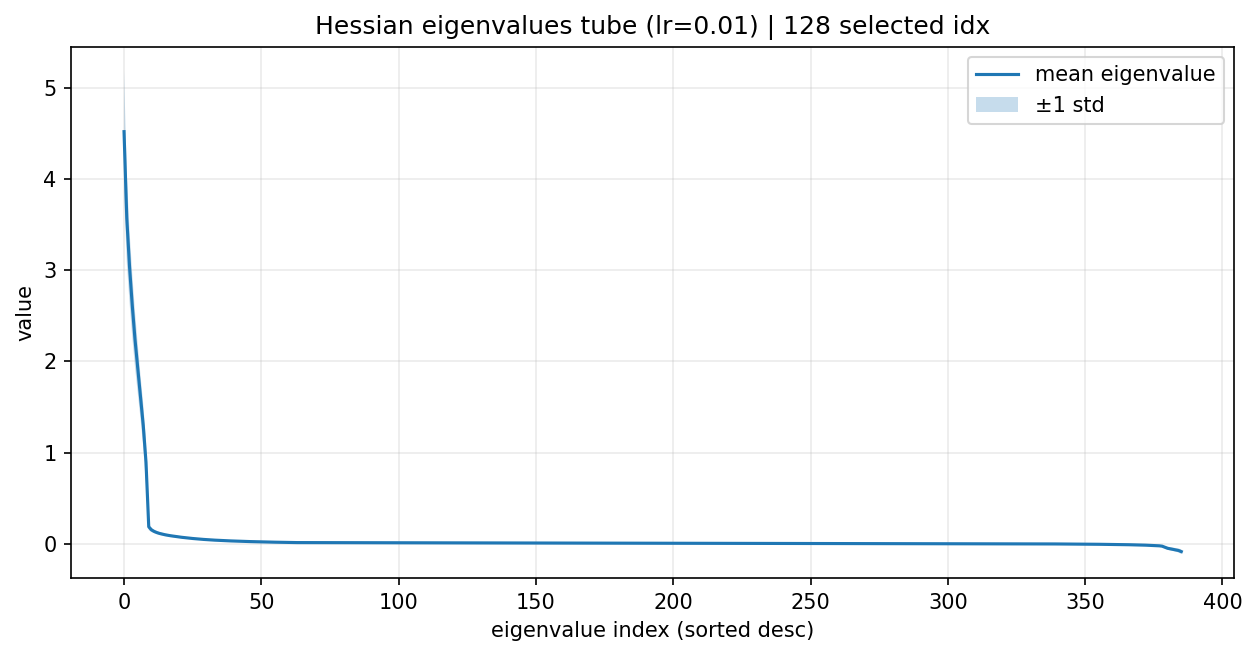 Hessian eigenvalues tube (lr=0.01) | 128 selected idx
mean eigenvalue
±1 std
5
4
3
2
1
0
value
0 50 100 150 200 250 300 350 400
eigenvalue index (sorted desc)